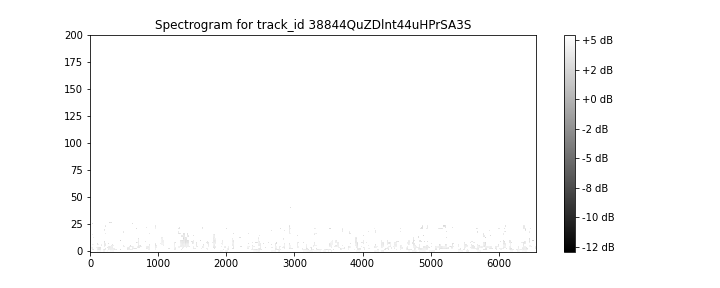 Spectrogram for track_id 38844QuZDlnt44uHPrSA3S
200
175
150
125
100
75
50
25
0
0 1000 2000 3000 4000 5000 6000
+5 dB
+2 dB
+0 dB
-2 dB
-5 dB
-8 dB
-10 dB
-12 dB